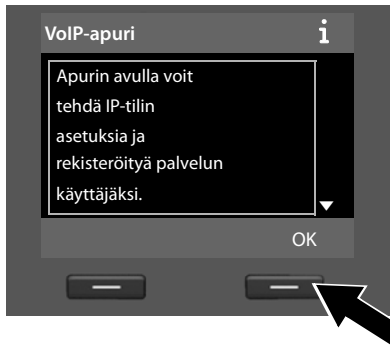 VoIP-apuri i
Apurin avulla voit
tehdä IP-tilin
asetuksia ja
rekisteröityä palvelun
käyttäjäksi.
OK